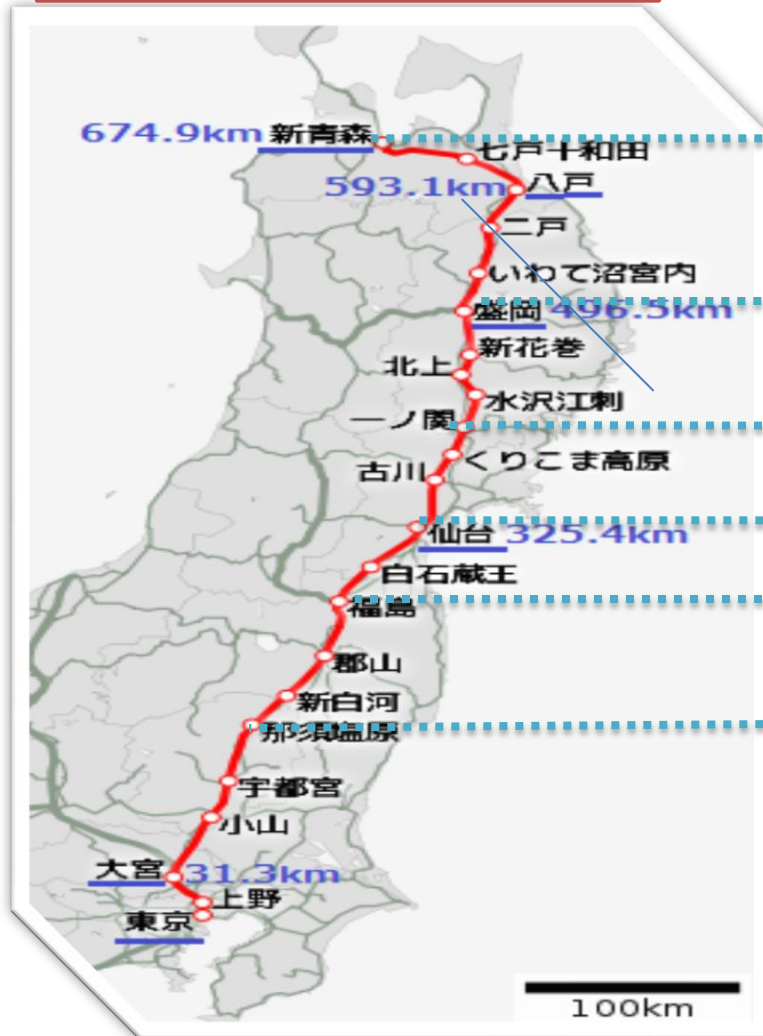 674.9km 新青森
七戸十和田
593.1km 八戸
二戸
いわて沼宮内
盛岡 496.5km
新花巻
北上
水沢江刺
一ノ関
くりこま高原
古川
仙台 325.4km
白石蔵王
福島
郡山
新白河
那須塩原
宇都宮
小山
大宮 31.3km
上野
東京
100km